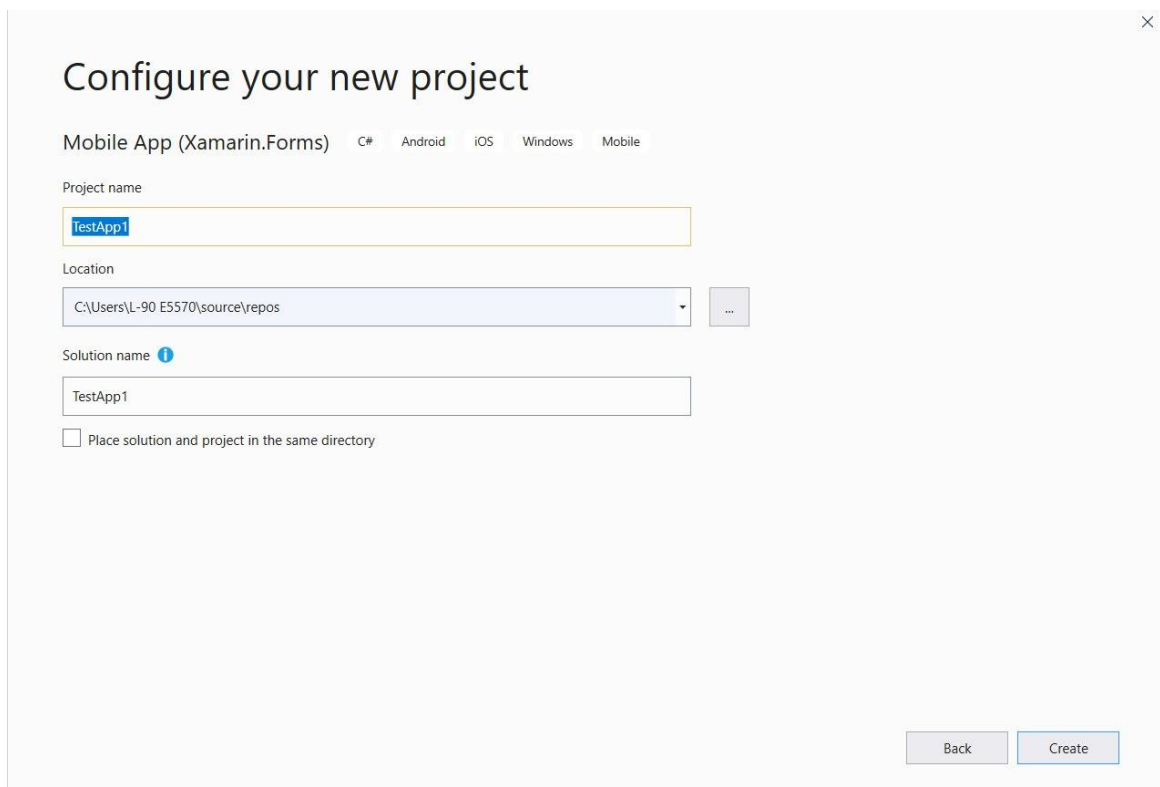 Configure your new project
Mobile App (Xamarin.Forms) C# Android iOS Windows Mobile
Project name
TestApp1
Location
C:\Users\L-90 E5570\source\repos
...
Solution name
TestApp1
Place solution and project in the same directory
Back Create